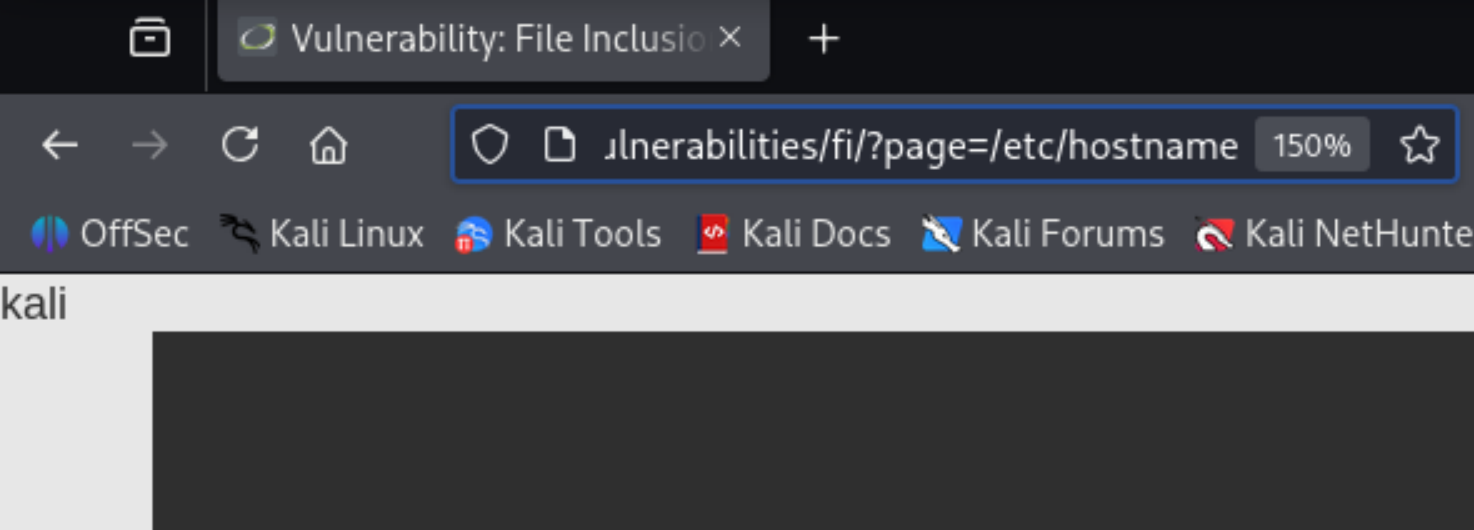 Vulnerability: File Inclusio
ulnerabilities/fi/?page=/etc/hostname 150%
OffSec Kali Linux Kali Tools Kali Docs Kali Forums Kali NetHunte
kali